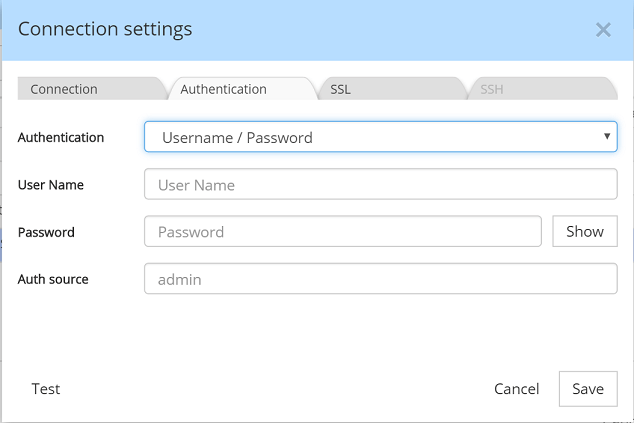 Connection settings
Connection Authentication SSL SSH
Authentication Username / Password
User Name User Name
Password Password Show
Auth source admin
Test Cancel Save